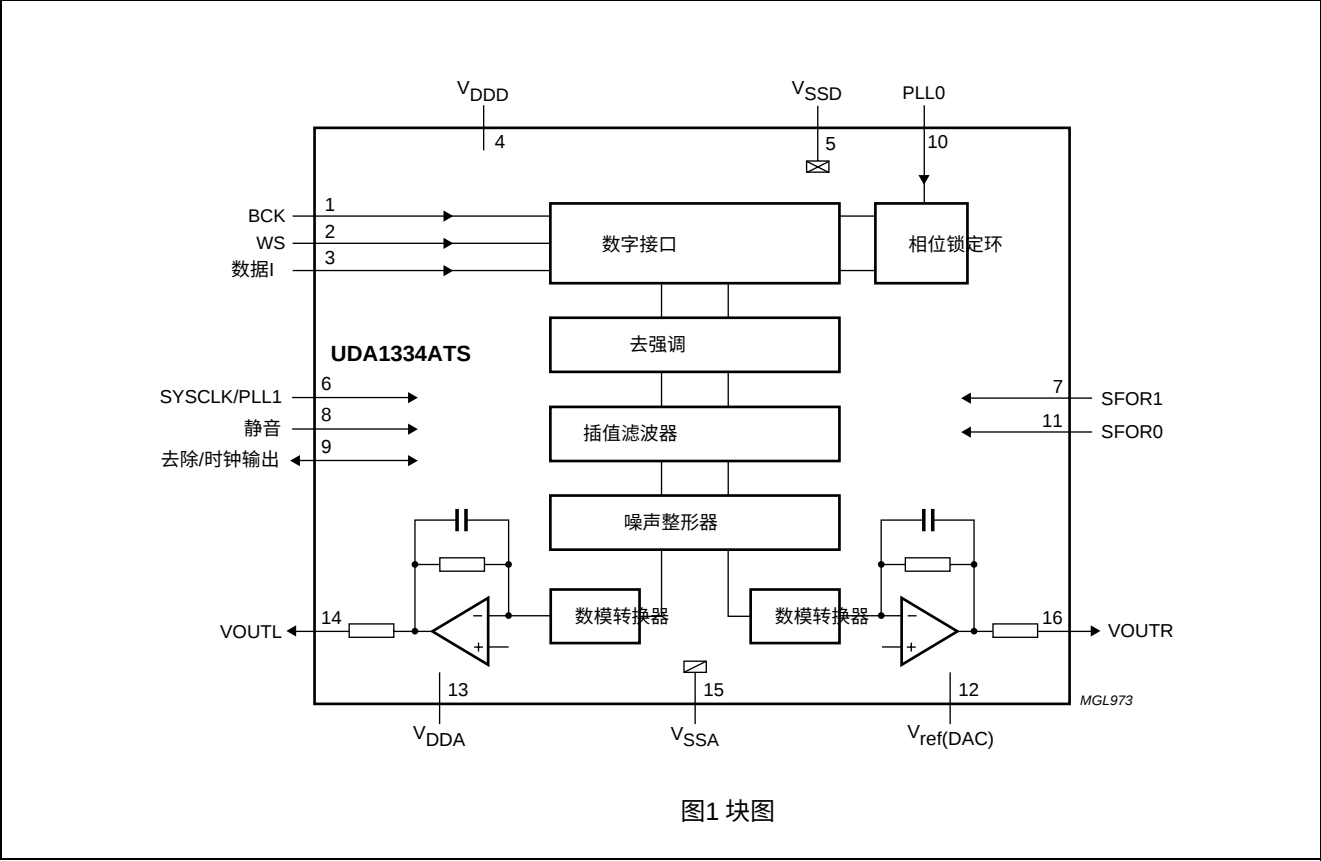 VDDD
VSSD
PLL0
4
5
10
BCK
1
WS
2
数据I
3
数字接口
相位锁定环
去强调
UDA1334ATS
SYSCLK/PLL1
6
静音
8
去除/时钟输出
9
7
SFOR1
11
SFOR0
插值滤波器
噪声整形器
数模转换器
数模转换器
VOUTL
14
−
+
−
+
16
VOUTR
13
15
12
VDDA
VSSA
Vref(DAC)
MGL973
图1 块图